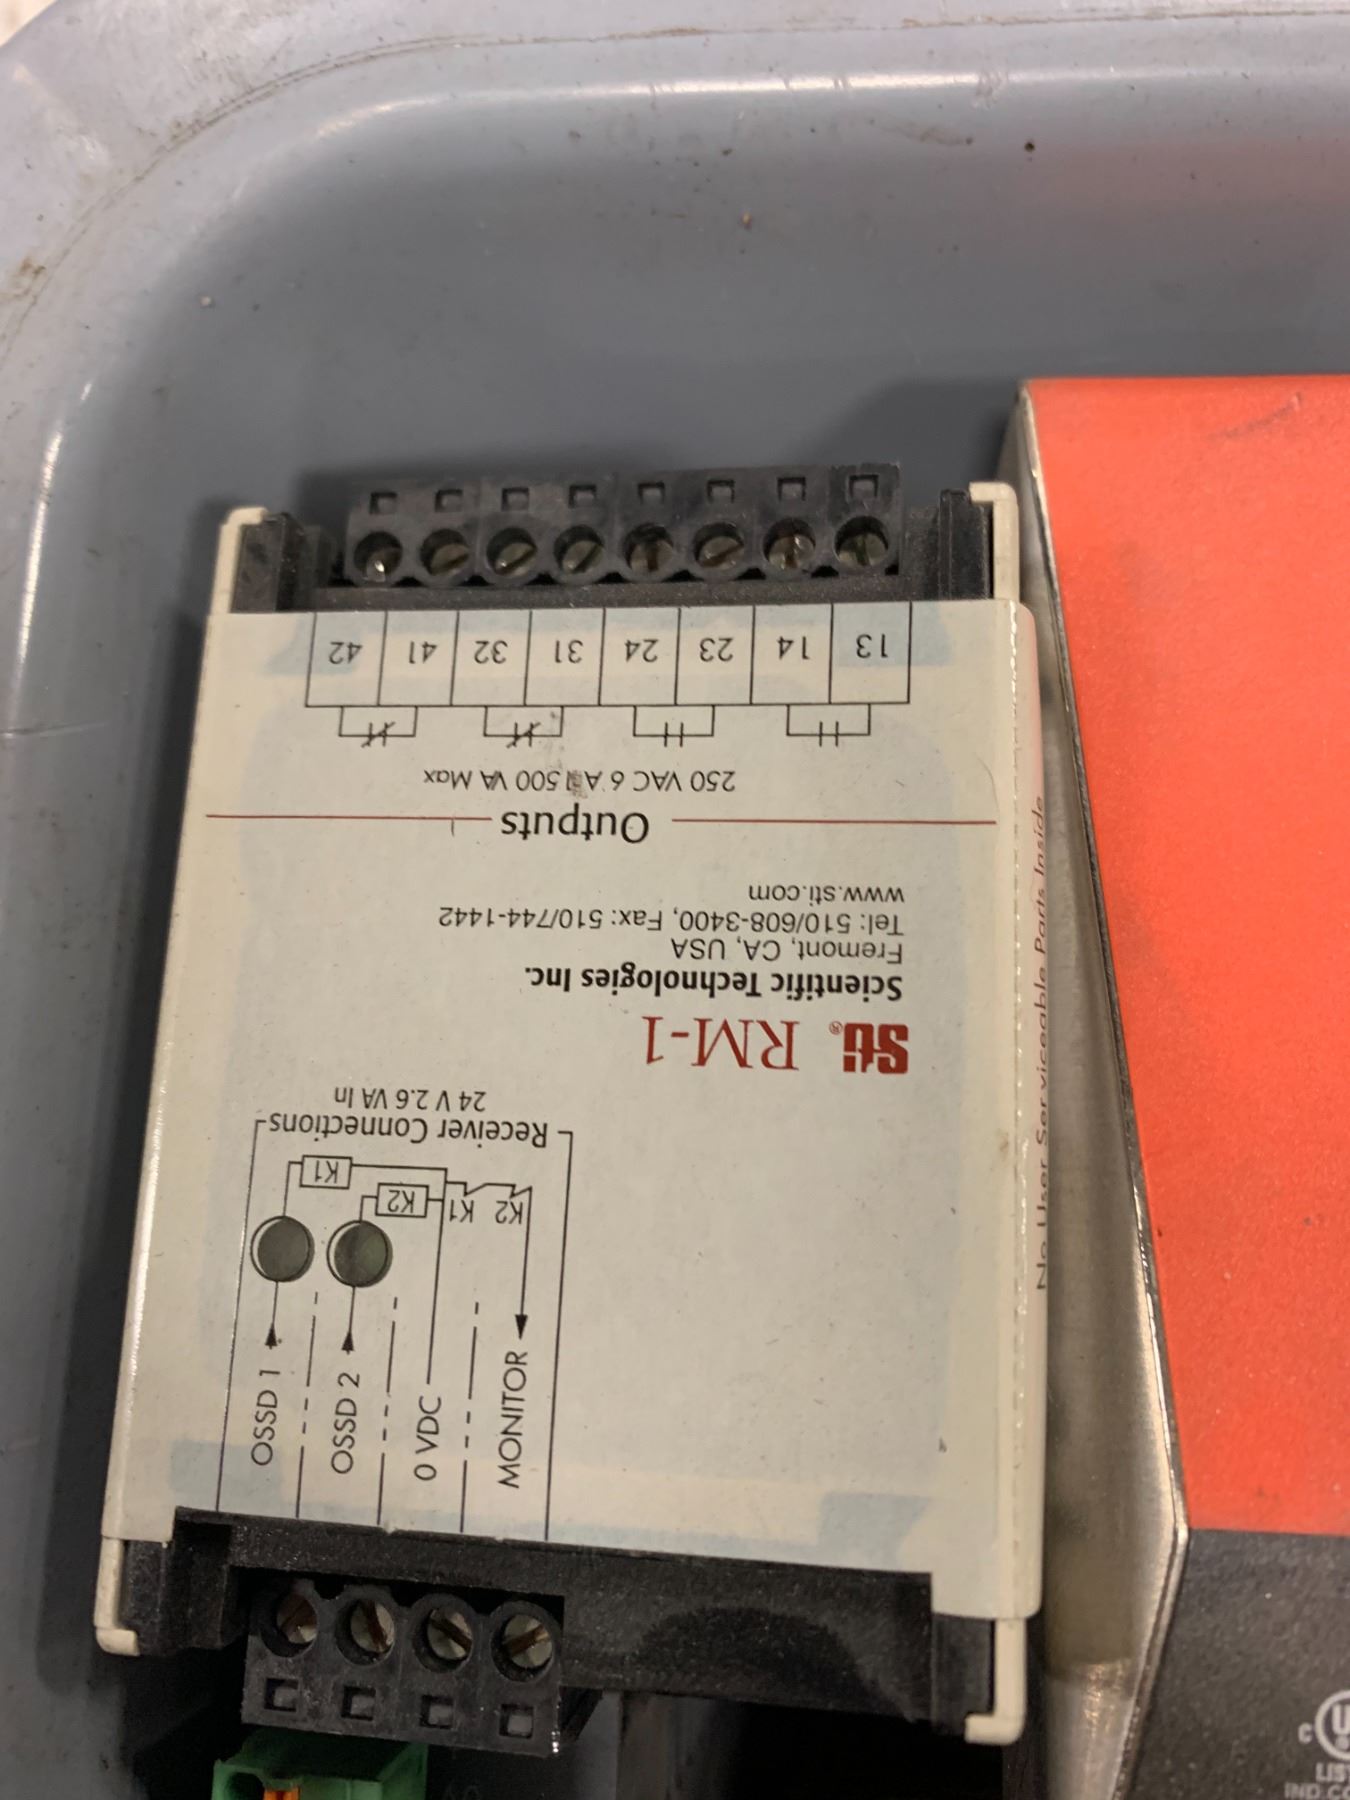 OSSD 1
OSSD 2
0 VDC
MONITOR
K1
K2
K1
K2
Receiver Connections
24 V 2.6 VA In
Sti® RM-1
Scientific Technologies Inc.
Fremont, CA, USA
Tel: 510/608-3400, Fax: 510/744-1442
www.sti.com
Outputs
250 VAC 6 A 1500 VA Max
13 14 23 24 31 32 41 42
No User Serviceable Parts Inside
C U
LIST
IND.CO